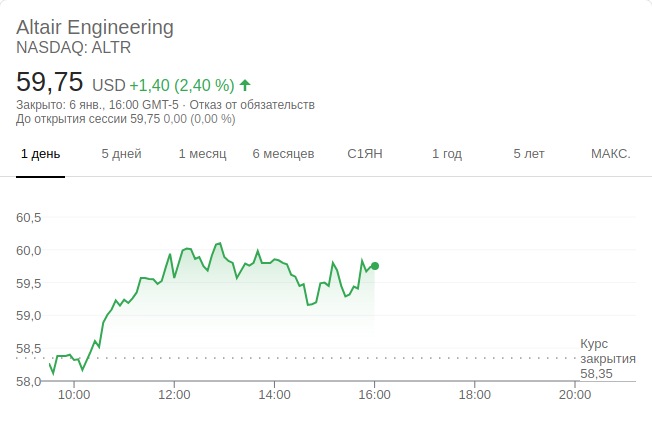 Altair Engineering
NASDAQ: ALTR
59,75 USD +1,40 (2,40 %)
Закрыто: 6 янв., 16:00 GMT-5 · Отказ от обязательств
До открытия сессии 59,75 0,00 (0,00 %)
1 день 5 дней 1 месяц 6 месяцев С1ЯН 1 год 5 лет МАКС.
60,5
60,0
59,5
59,0
58,5
58,0
Курс
закрытия
58,35
10:00 12:00 14:00 16:00 18:00 20:00